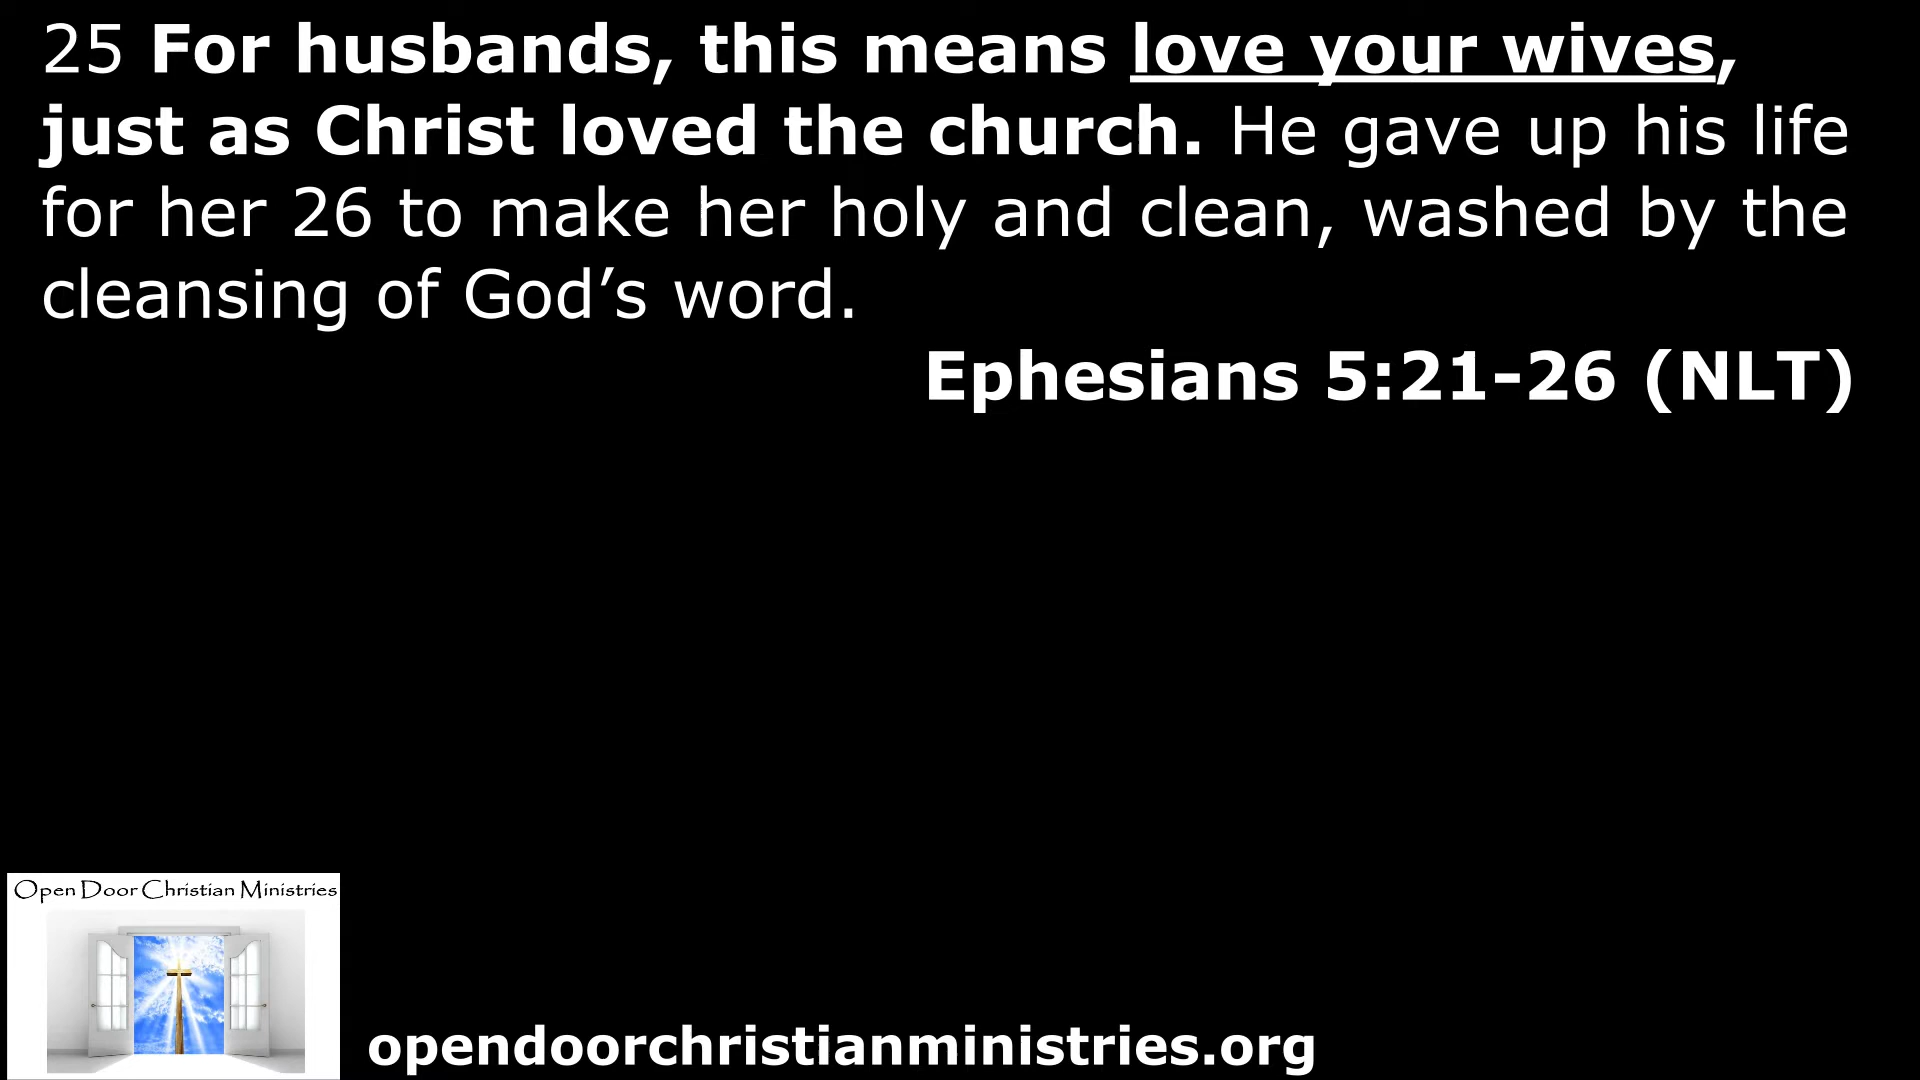 25 For husbands, this means love your wives,
just as Christ loved the church. He gave up his life
for her 26 to make her holy and clean, washed by the
cleansing of God’s word.
Ephesians 5:21-26 (NLT)
Open Door Christian Ministries
opendoorchristianministries.org